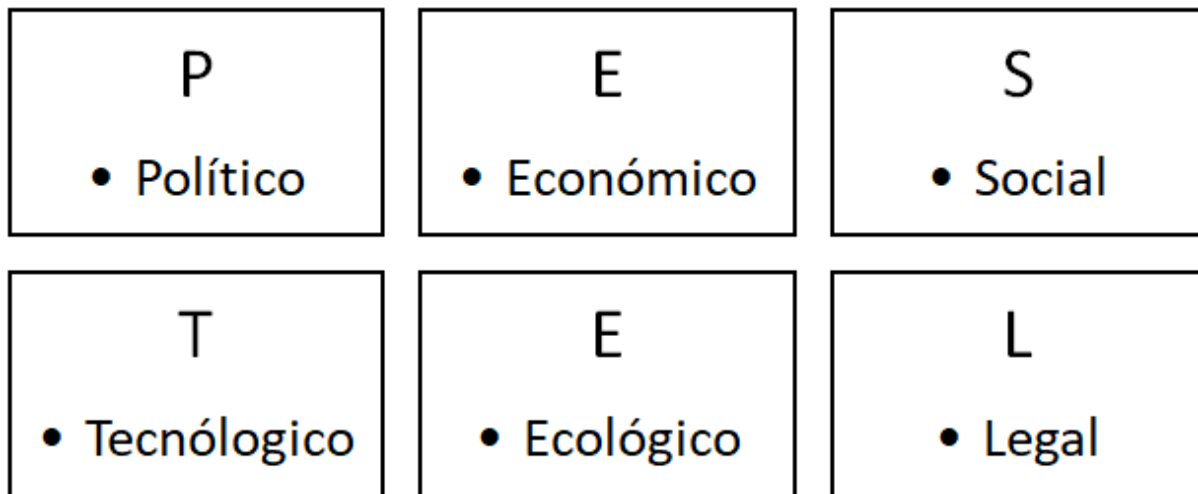 P
• Político
E
• Económico
S
• Social
T
• Tecnólogico
E
• Ecológico
L
• Legal